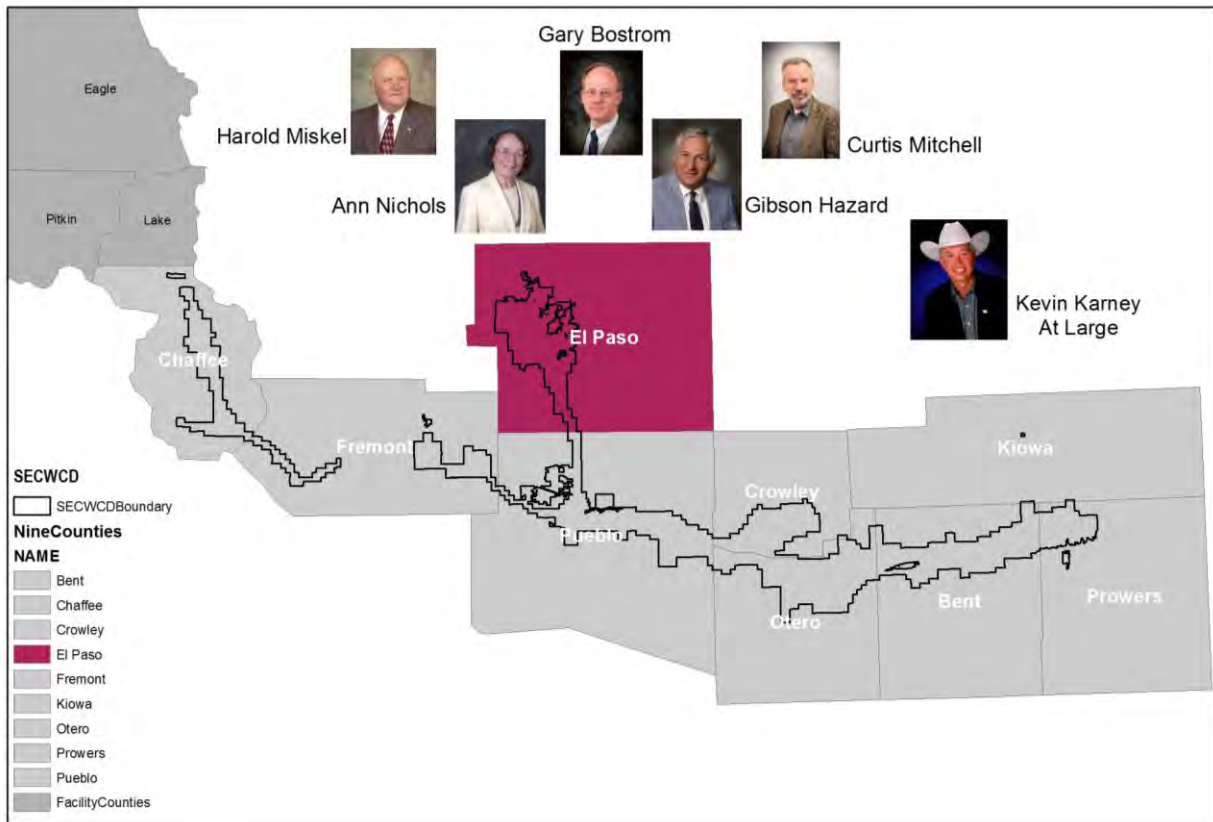 Gary Bostrom
Eagle
Harold Miskel
Curtis Mitchell
Ann Nichols
Gibson Hazard
Pitkin
Lake
Kevin Karney
At Large
El Paso
Chaffee
Fremont
Kiowa
Crowley
Pueblo
Otero
Bent
Prowers
SECWCD
SECWCDBoundary
NineCounties
NAME
Bent
Chaffee
Crowley
El Paso
Fremont
Kiowa
Otero
Prowers
Pueblo
FacilityCounties